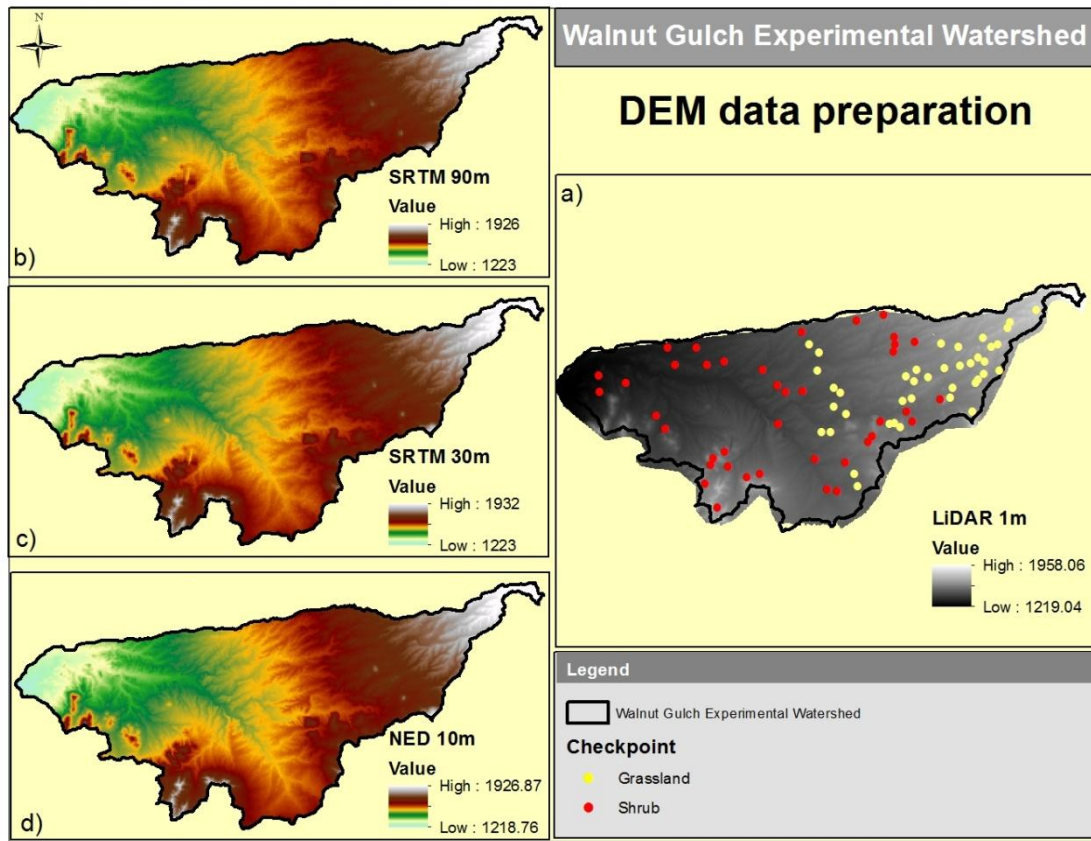 N
b)
SRTM 90m
Value
High : 1926
Low : 1223
c)
SRTM 30m
Value
High : 1932
Low : 1223
d)
NED 10m
Value
High : 1926.87
Low : 1218.76
Walnut Gulch Experimental Watershed
DEM data preparation
a)
LiDAR 1m
Value
High : 1958.06
Low : 1219.04
Legend
Walnut Gulch Experimental Watershed
Checkpoint
Grassland
Shrub